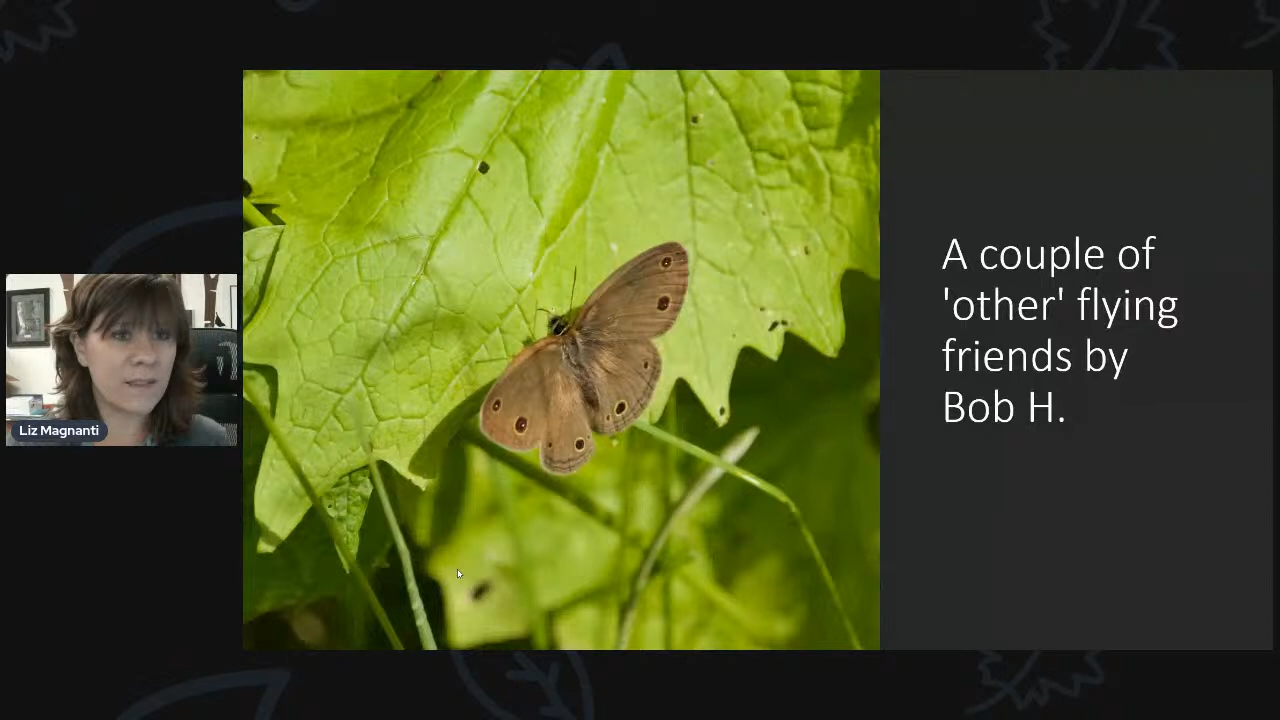 A couple of
'other' flying
friends by
Bob H.
Liz Magnanti